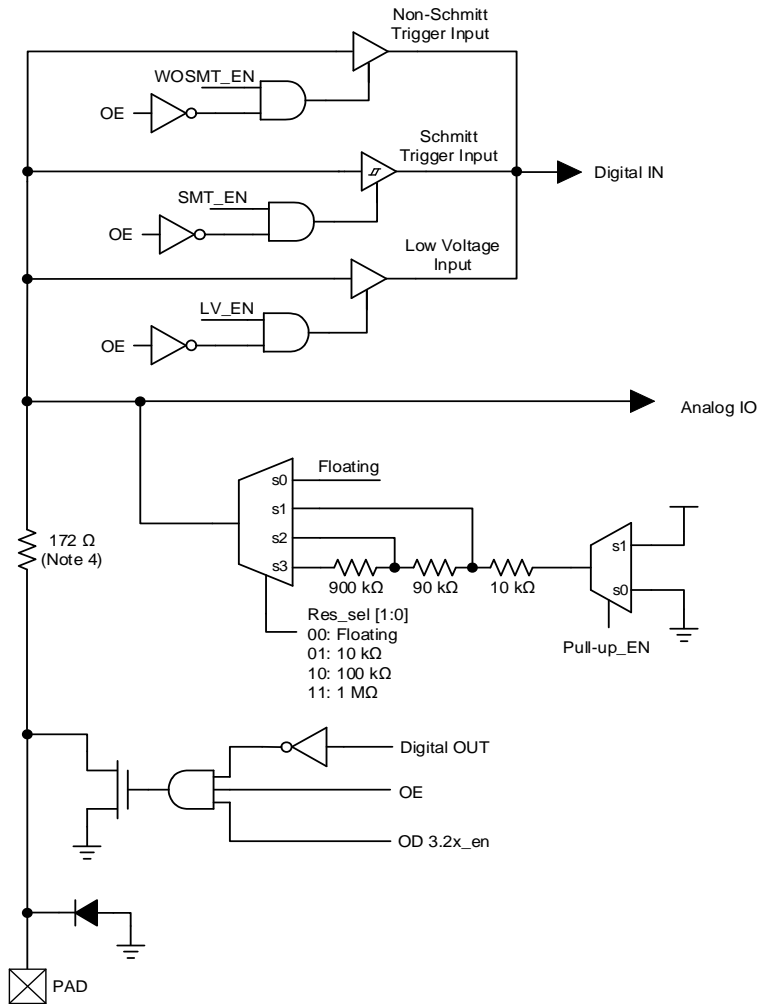 Non-Schmitt
Trigger Input
WOSMT_EN
OE
Schmitt
Trigger Input
Digital IN
SMT_EN
OE
Low Voltage
Input
LV_EN
OE
Analog IO
Floating
s0
s1
s2
s3
900 kΩ
90 kΩ
10 kΩ
s1
s0
Pull-up_EN
172 Ω
(Note 4)
Res_sel [1:0]
00: Floating
01: 10 kΩ
10: 100 kΩ
11: 1 MΩ
Digital OUT
OE
OD 3.2x_en
PAD